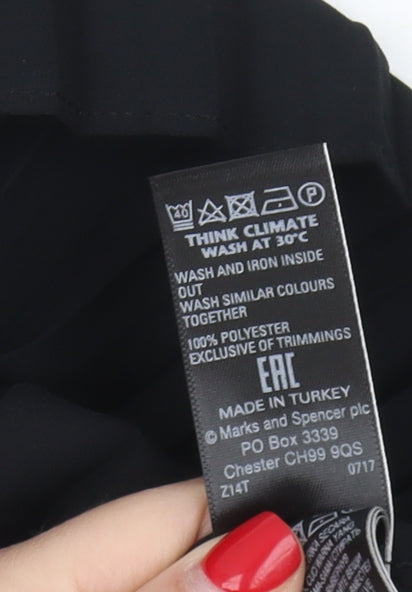 40 P
THINK CLIMATE
WASH AT 30°C
WASH AND IRON INSIDE
OUT
WASH SIMILAR COLOURS
TOGETHER
100% POLYESTER
EXCLUSIVE OF TRIMMINGS
EAC
MADE IN TURKEY
© Marks and Spencer plc
PO Box 3339
Chester CH99 9QS
Z14T 0717